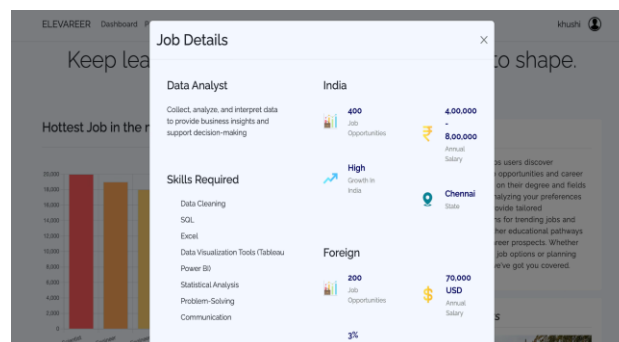 ELEVAREER Dashboard P
khushi
Keep lea
to shape.
Job Details
×
Data Analyst
Collect, analyze, and interpret data
to provide business insights and
support decision-making
Skills Required
Data Cleaning
SQL
Excel
Data Visualization Tools (Tableau
Power BI)
Statistical Analysis
Problem-Solving
Communication
India
400
Job
Opportunities
4,00,000
-
8,00,000
Annual
Salary
High
Growth in
India
Chennai
State
Foreign
200
Job
Opportunities
70,000
USD
Annual
Salary
3%
Hottest Job in the r
20,000
18,000
16,000
14,000
12,000
10,000
8,000
6,000
4,000
2,000
0
os users discover
opportunities and career
on their degree and fields
nalyzing your preferences
ovide tailored
ns for trending jobs and
her educational pathways
reer prospects. Whether
job options or planning
we've got you covered.
s